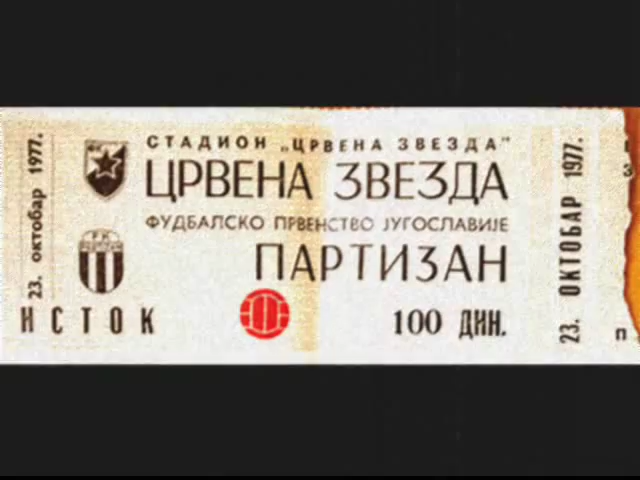 23. октобар 1977.
СТАДИОН „ЦРВЕНА ЗВЕЗДА"
ЦРВЕНА ЗВЕЗДА
ФУДБАЛСКО ПРВЕНСТВО ЈУГОСЛАВИЈЕ
ПАРТИЗАН
ИСТОК
100 ДИН.
23. ОКТОБАР 1977.
З
П